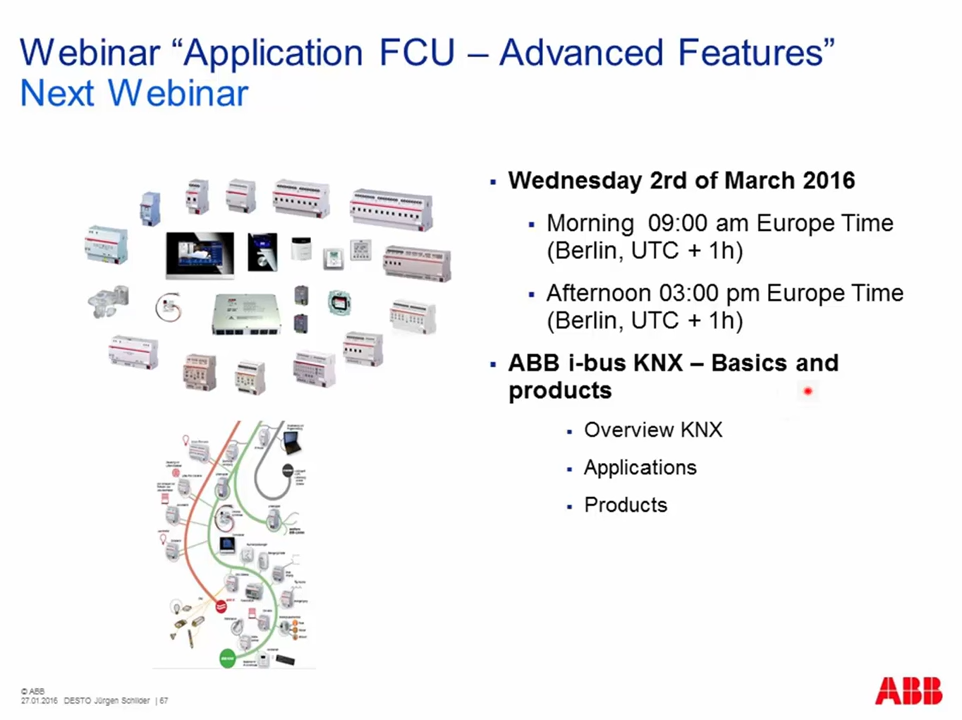 Webinar “Application FCU – Advanced Features”
Next Webinar
▪ Wednesday 2rd of March 2016
▪ Morning 09:00 am Europe Time
(Berlin, UTC + 1h)
▪ Afternoon 03:00 pm Europe Time
(Berlin, UTC + 1h)
▪ ABB i-bus KNX – Basics and
products
▪ Overview KNX
▪ Applications
▪ Products
© ABB
27.01.2016 DESTO Jürgen Schilder | 67
ABB